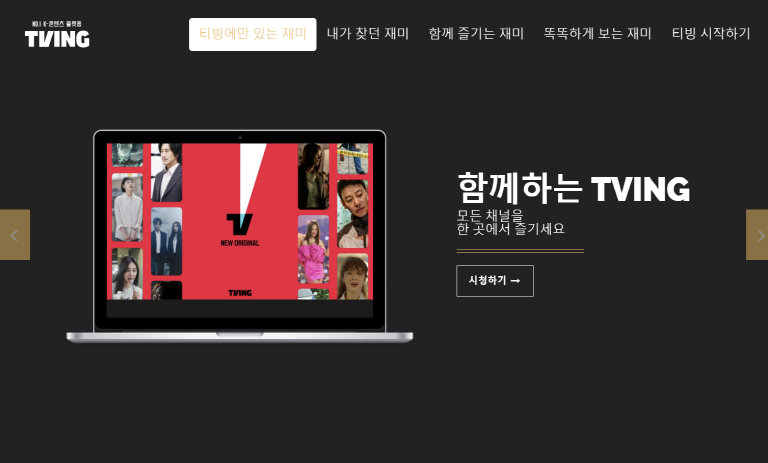 NO.1 K-콘텐츠 플랫폼
TVING
티빙에만 있는 재미
내가 찾던 재미
함께 즐기는 재미
똑똑하게 보는 재미
티빙 시작하기
NEW ORIGINAL
TVING
함께하는 TVING
모든 채널을
한 곳에서 즐기세요
시청하기 →